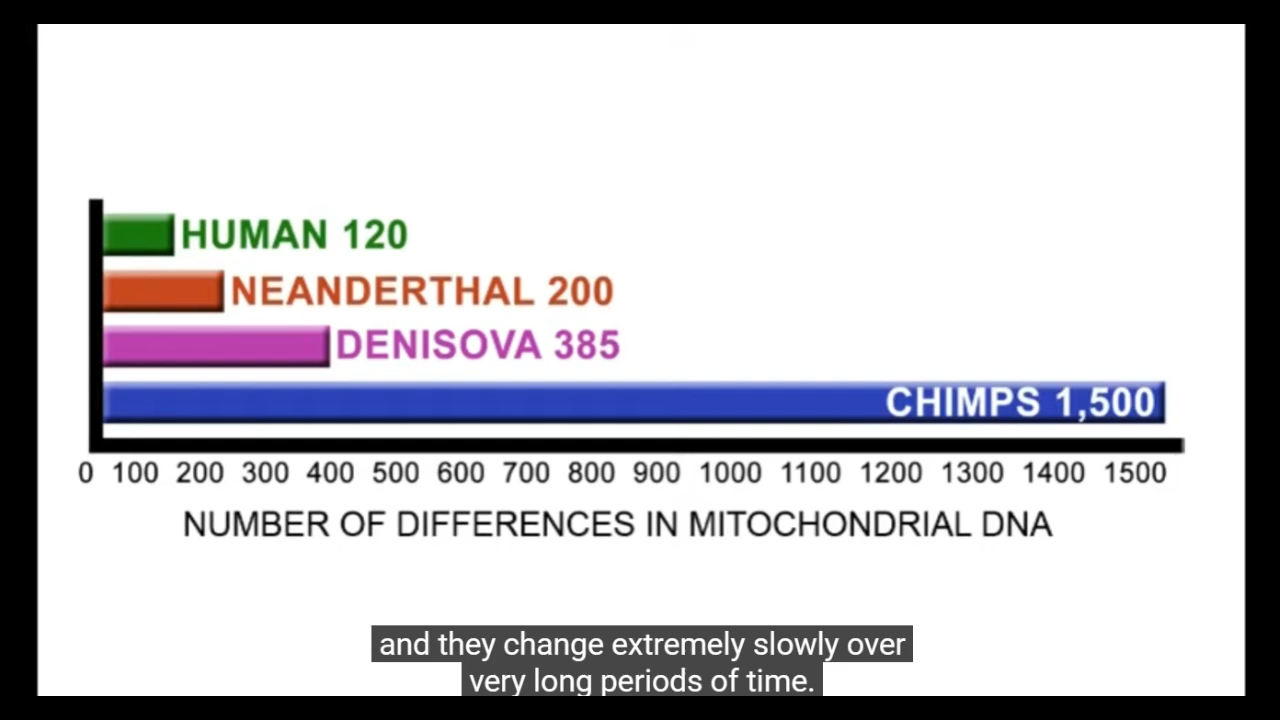 HUMAN 120
NEANDERTHAL 200
DENISOVA 385
CHIMPS 1,500
0 100 200 300 400 500 600 700 800 900 1000 1100 1200 1300 1400 1500
NUMBER OF DIFFERENCES IN MITOCHONDRIAL DNA
and they change extremely slowly over
very long periods of time.